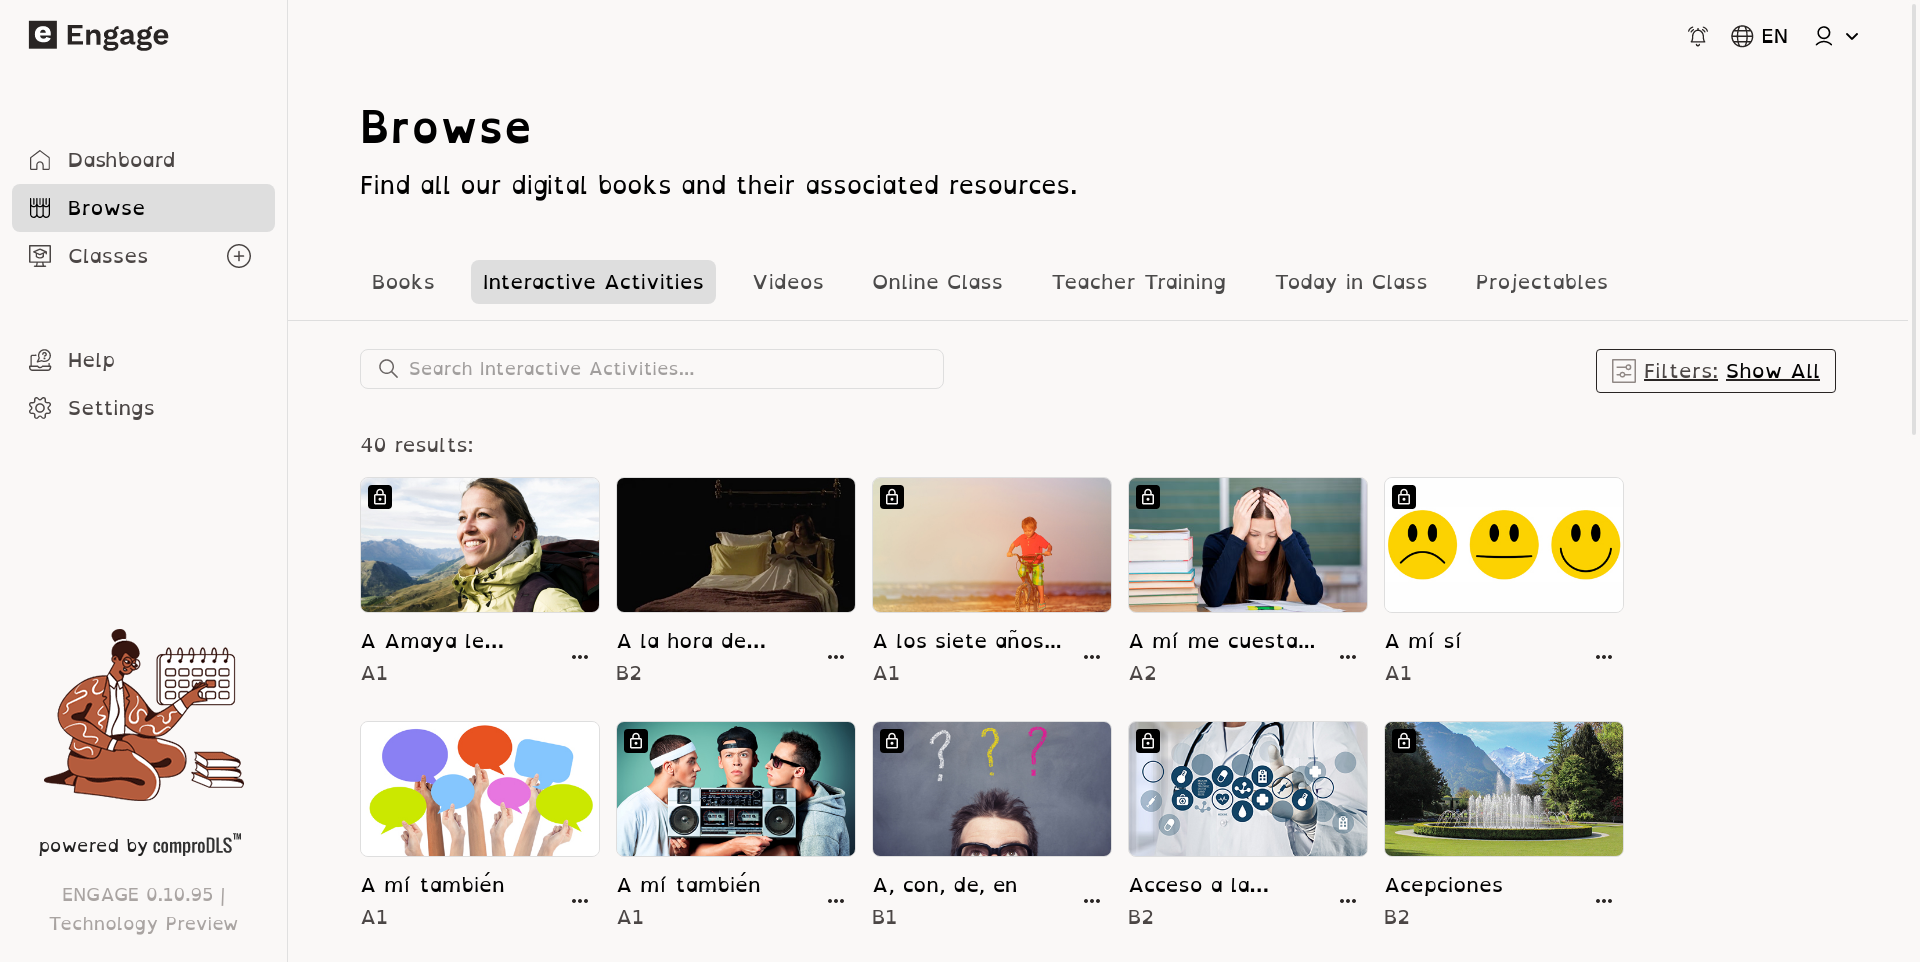 e Engage
EN
Dashboard
Browse
Classes
Help
Settings
powered by comproDLS™
ENGAGE 0.10.95 |
Technology Preview
Browse
Find all our digital books and their associated resources.
Books
Interactive Activities
Videos
Online Class
Teacher Training
Today in Class
Projectables
Search Interactive Activities...
Filters: Show All
40 results:
A Amaya le...
A1
A la hora de...
B2
A los siete años...
A1
A mí me cuesta...
A2
A mí sí
A1
A mí también
A1
A mí también
A1
A, con, de, en
B1
Acceso a la...
B2
Acepciones
B2